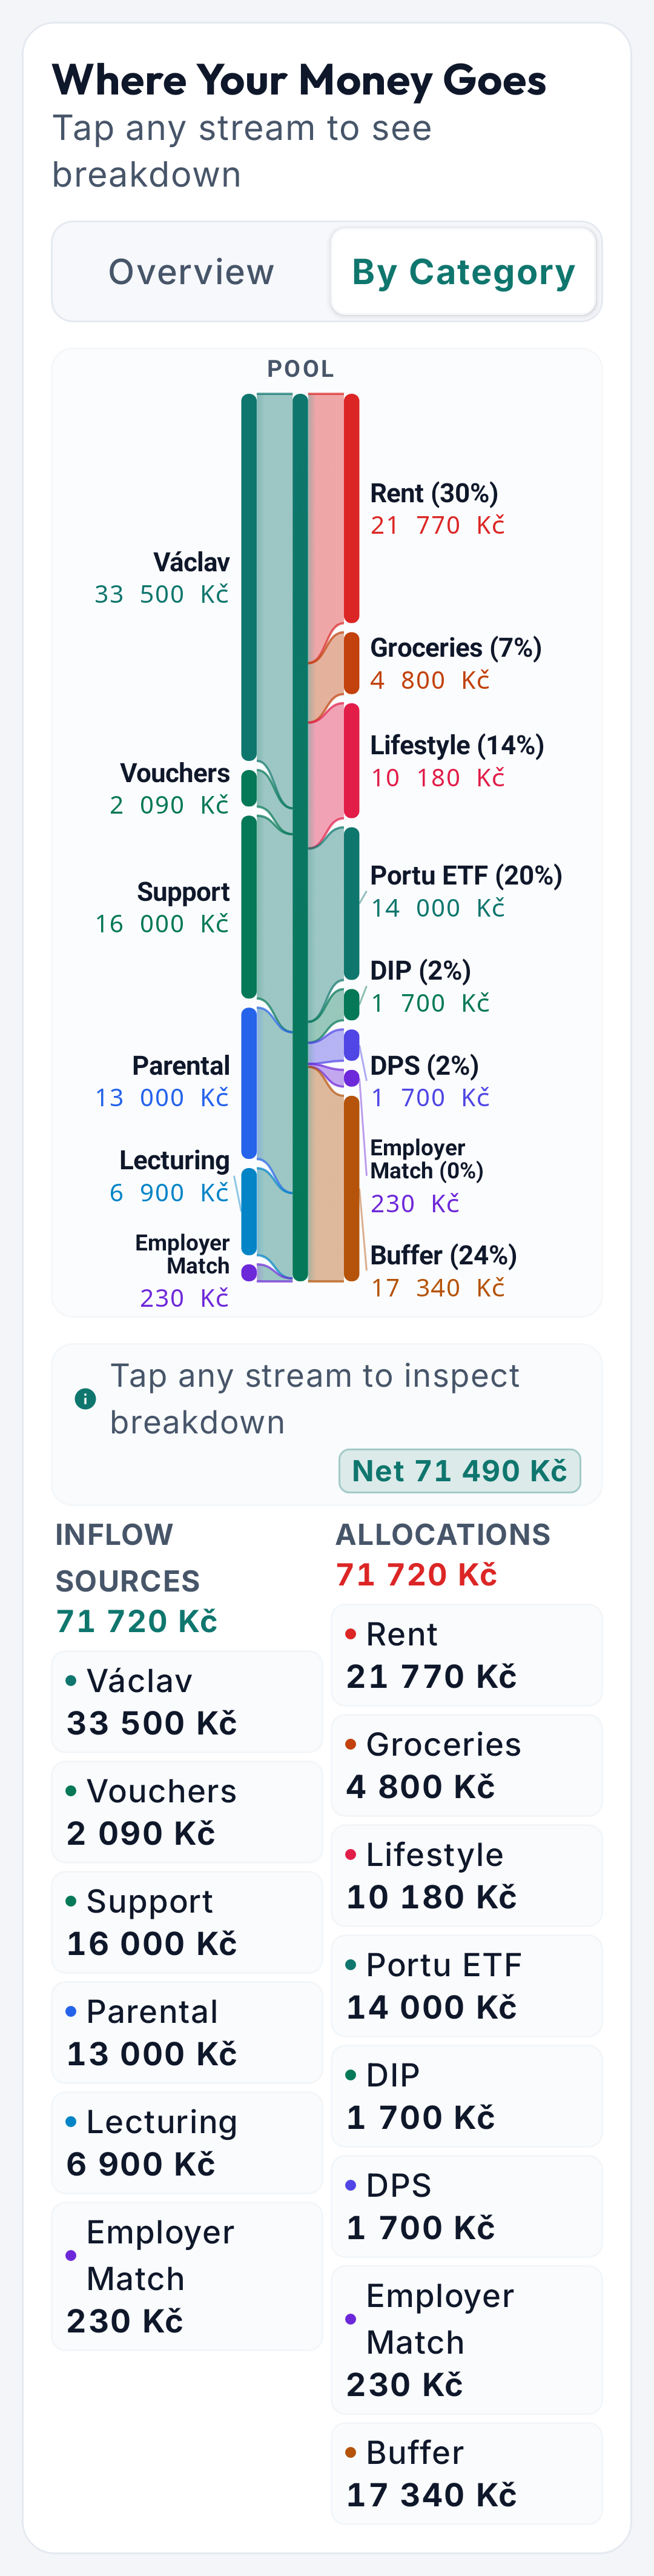 Where Your Money Goes
Tap any stream to see
breakdown
Overview
By Category
POOL
Václav
33 500 Kč
Vouchers
2 090 Kč
Support
16 000 Kč
Parental
13 000 Kč
Lecturing
6 900 Kč
Employer
Match
230 Kč
Rent (30%)
21 770 Kč
Groceries (7%)
4 800 Kč
Lifestyle (14%)
10 180 Kč
Portu ETF (20%)
14 000 Kč
DIP (2%)
1 700 Kč
DPS (2%)
1 700 Kč
Employer
Match (0%)
230 Kč
Buffer (24%)
17 340 Kč
Tap any stream to inspect
breakdown
Net 71 490 Kč
INFLOW
SOURCES
71 720 Kč
Václav
33 500 Kč
Vouchers
2 090 Kč
Support
16 000 Kč
Parental
13 000 Kč
Lecturing
6 900 Kč
Employer
Match
230 Kč
ALLOCATIONS
71 720 Kč
Rent
21 770 Kč
Groceries
4 800 Kč
Lifestyle
10 180 Kč
Portu ETF
14 000 Kč
DIP
1 700 Kč
DPS
1 700 Kč
Employer
Match
230 Kč
Buffer
17 340 Kč